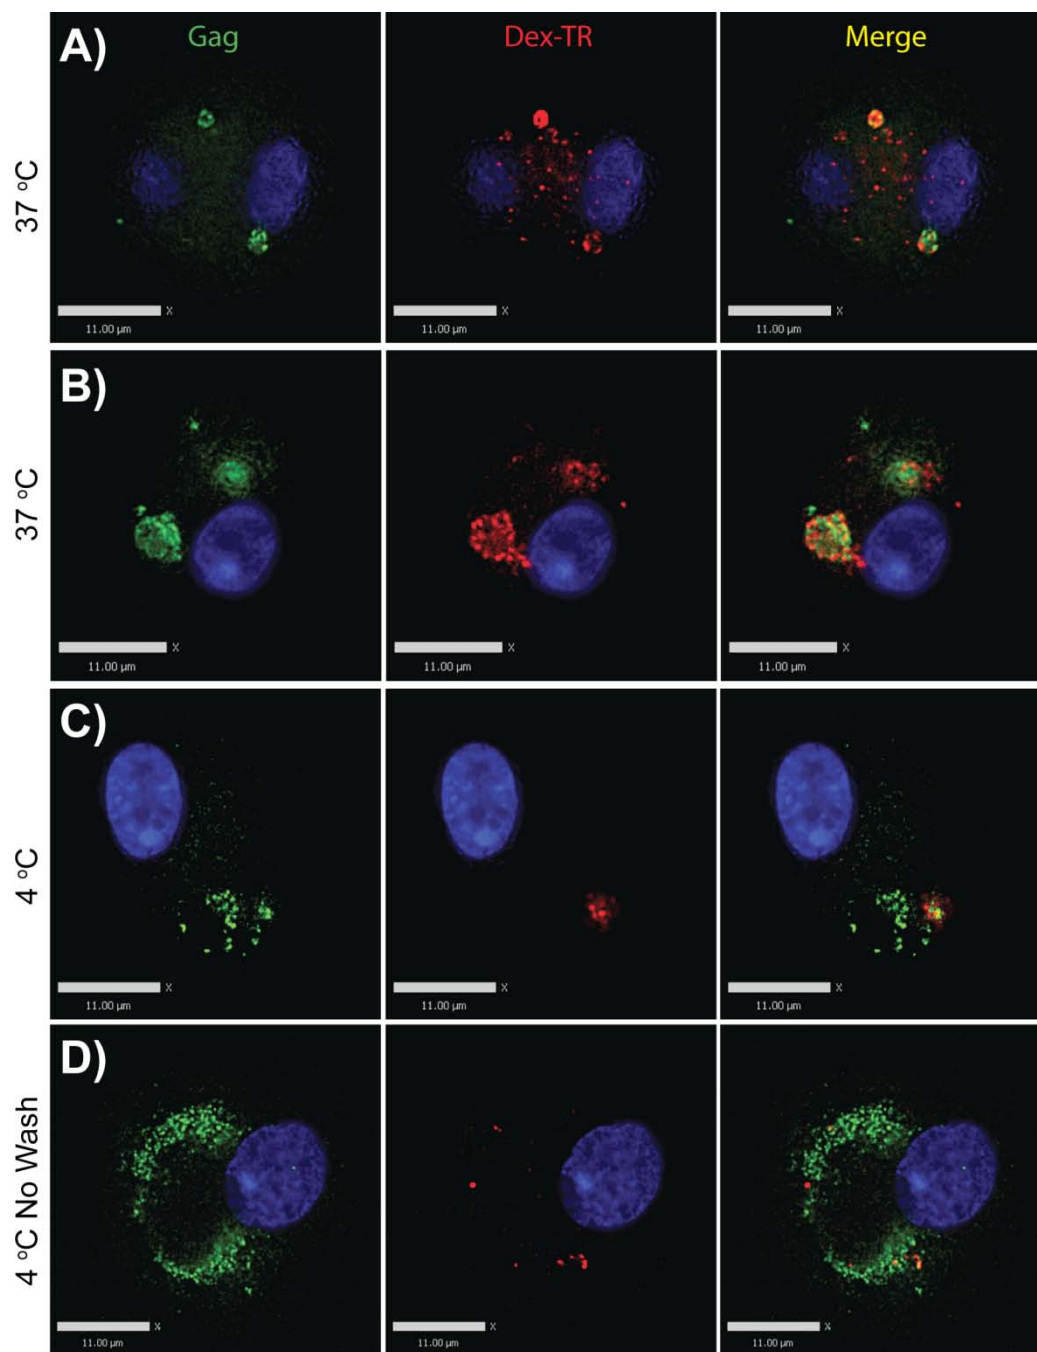 Gag
Dex-TR
Merge
A)
37 °C
11.00 μm
X
11.00 μm
X
11.00 μm
X
B)
37 °C
11.00 μm
X
11.00 μm
X
11.00 μm
X
C)
4 °C
11.00 μm
X
11.00 μm
X
11.00 μm
X
D)
4 °C No Wash
11.00 μm
X
11.00 μm
X
11.00 μm
X